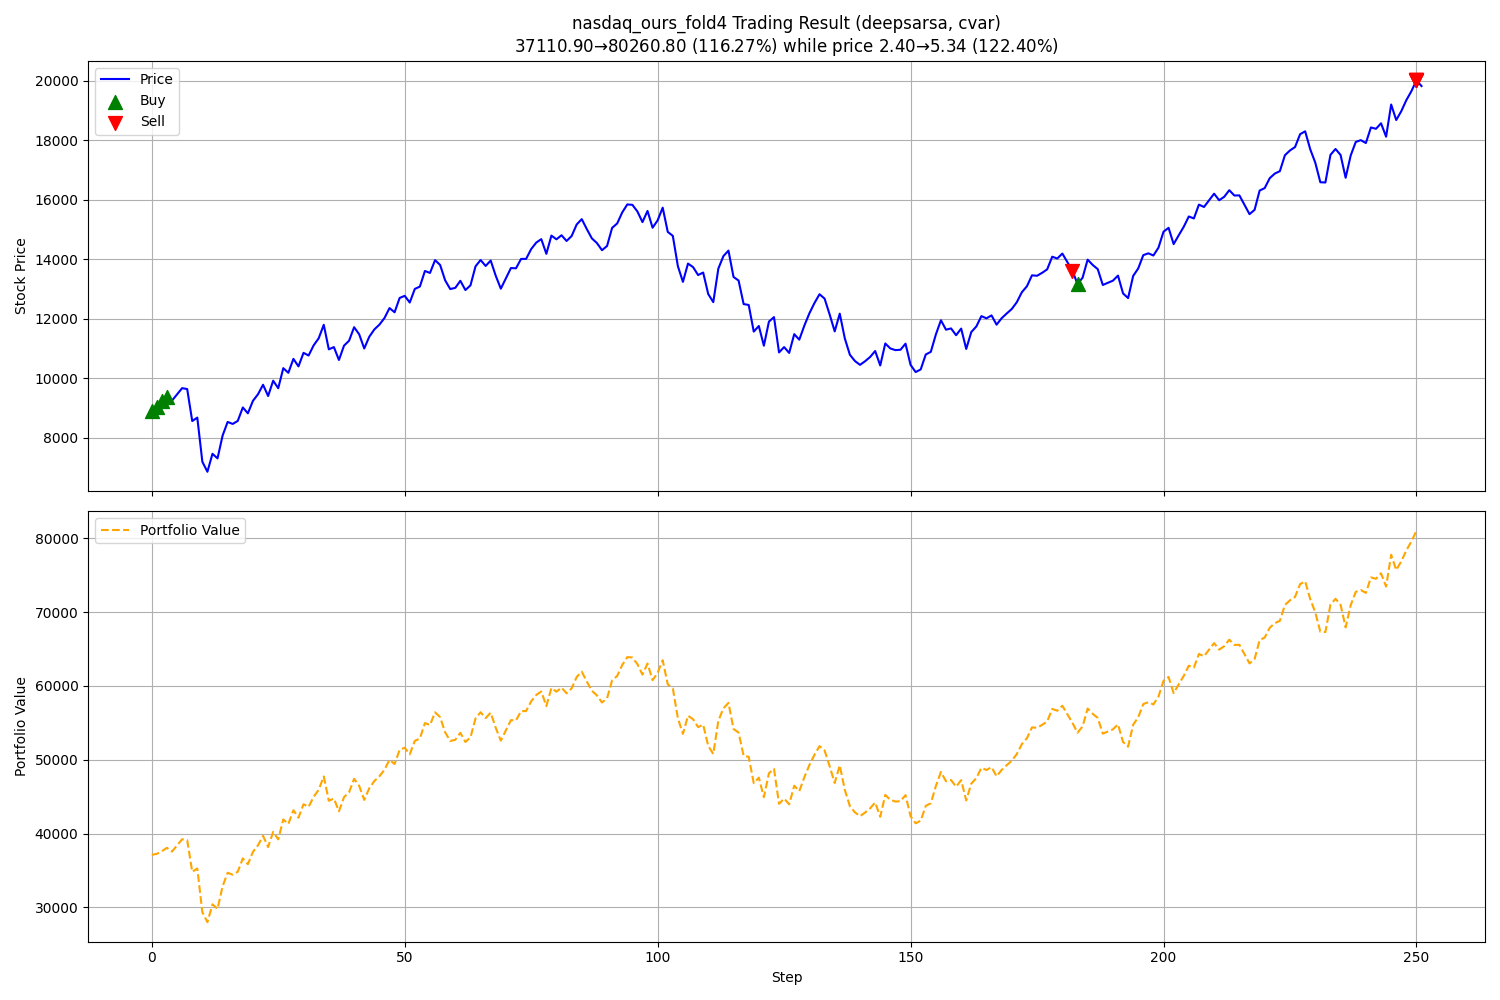 nasdaq_ours_fold4 Trading Result (deepsarsa, cvar)
37110.90→80260.80 (116.27%) while price 2.40→5.34 (122.40%)
Price
Buy
Sell
Stock Price
20000
18000
16000
14000
12000
10000
8000
Portfolio Value
Portfolio Value
80000
70000
60000
50000
40000
30000
0
50
100
150
200
250
Step